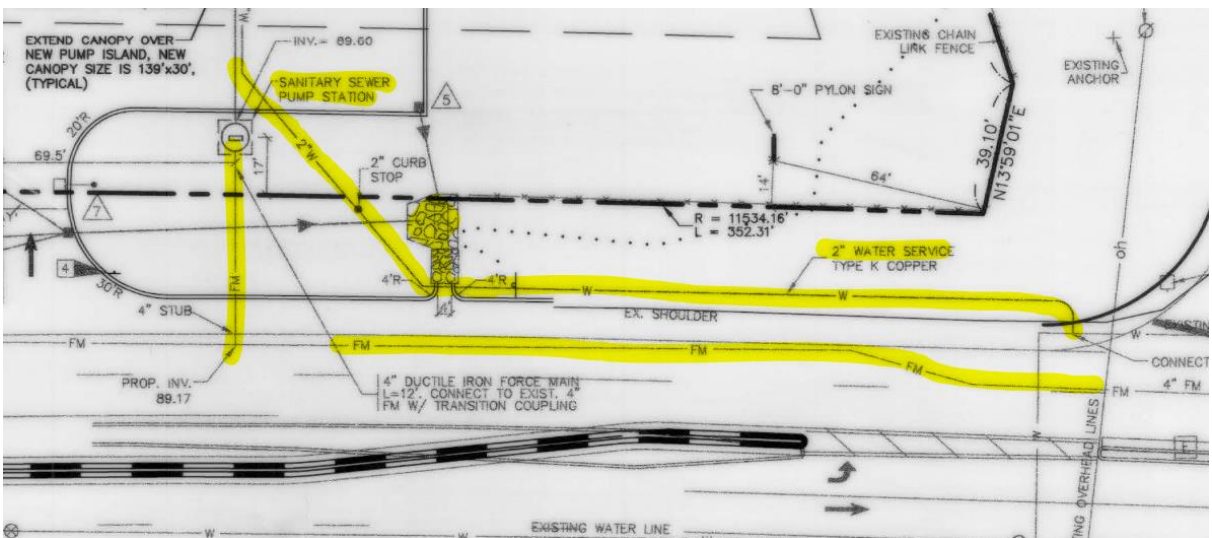 EXTEND CANOPY OVER
NEW PUMP ISLAND, NEW
CANOPY SIZE IS 139'x30',
(TYPICAL)
W
INV.= 89.60
SANITARY SEWER
PUMP STATION
5
EXISTING CHAIN
LINK FENCE
EXISTING
ANCHOR
8'-0" PYLON SIGN
20'R
69.5'
17'
2"W
2" CURB
STOP
14'
64'
39.10'
N13°59'01"E
7
R = 11534.16'
L = 352.31'
4
30'R
FM
4'R
4'R
4'
2" WATER SERVICE
TYPE K COPPER
W
W
oh
4" STUB
EX. SHOULDER
W
FM
FM
FM
FM
FM
4" FM
CONNECT
PROP. INV.
89.17
4" DUCTILE IRON FORCE MAIN
L=12'. CONNECT TO EXIST. 4"
FM W/ TRANSITION COUPLING
W
OVERHEAD LINES
E
W
EXISTING WATER LINE
W
W
W